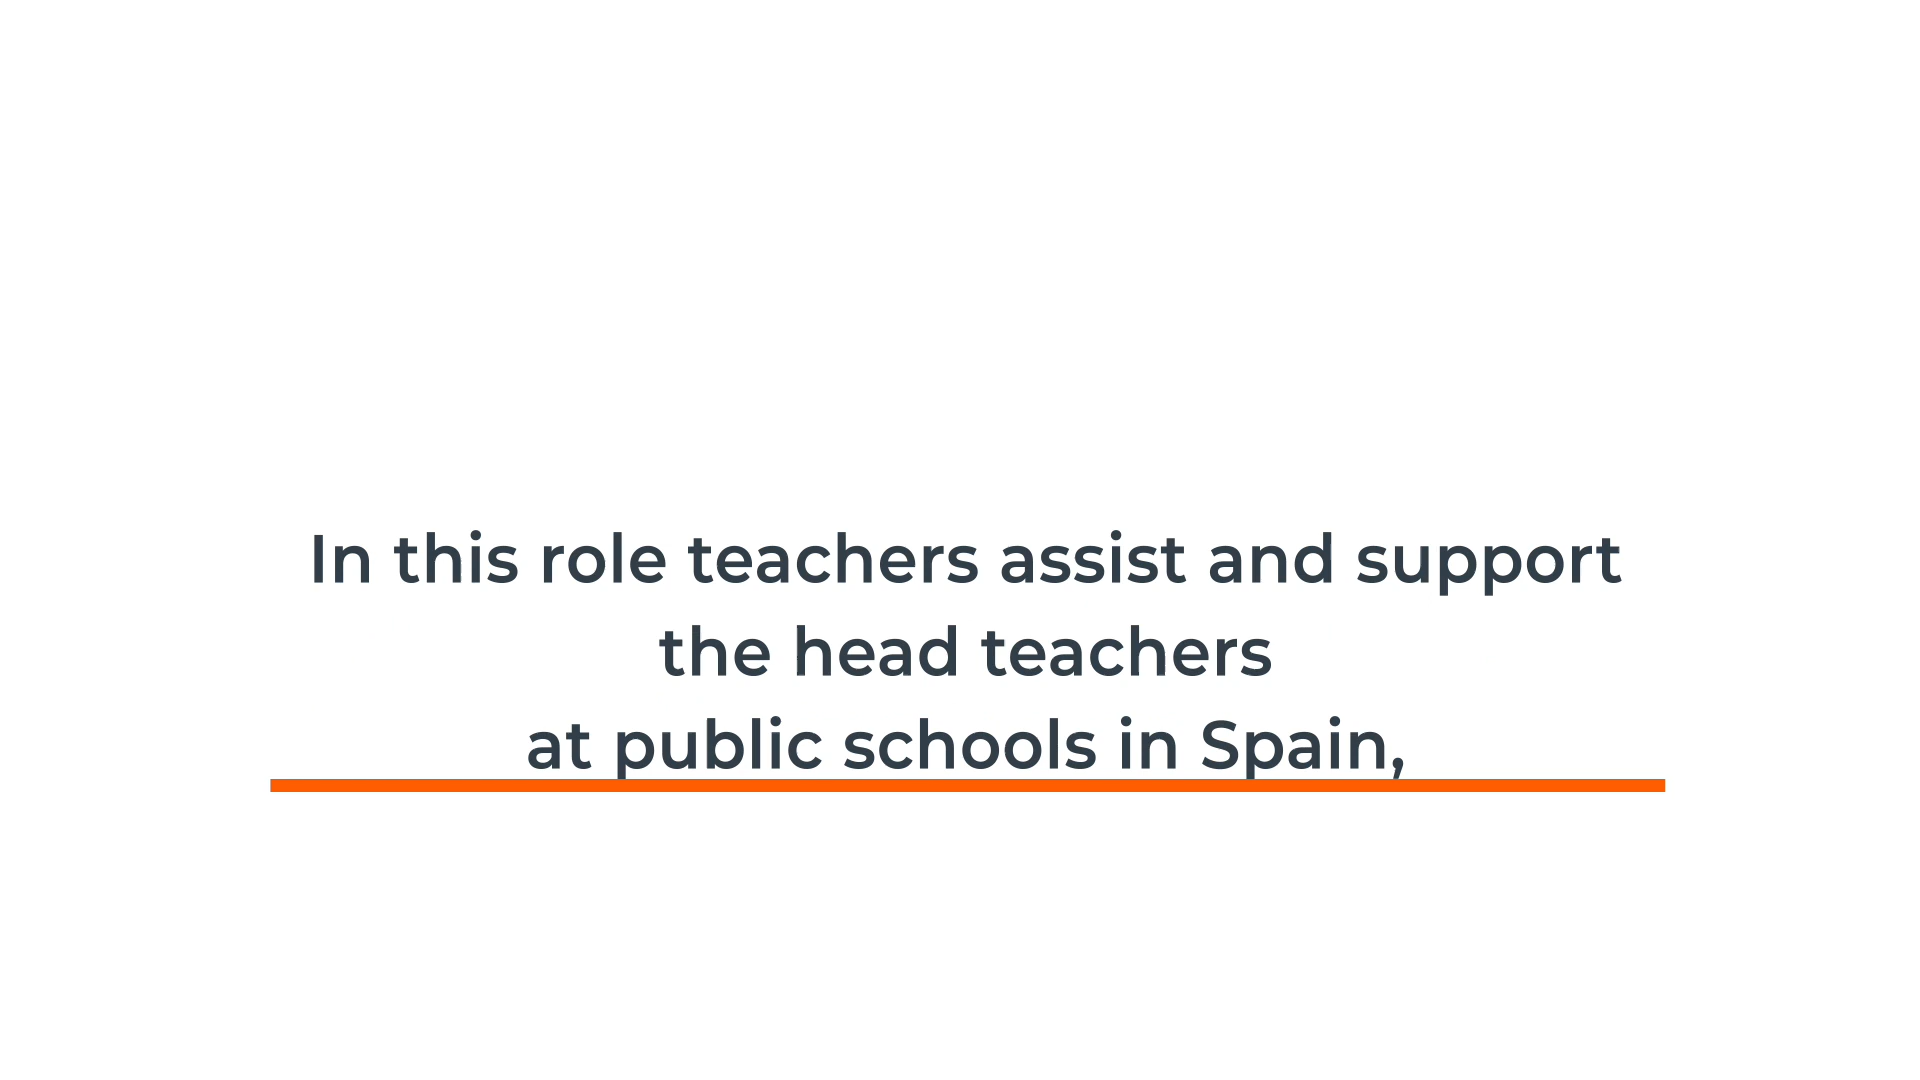 In this role teachers assist and support
the head teachers
at public schools in Spain,